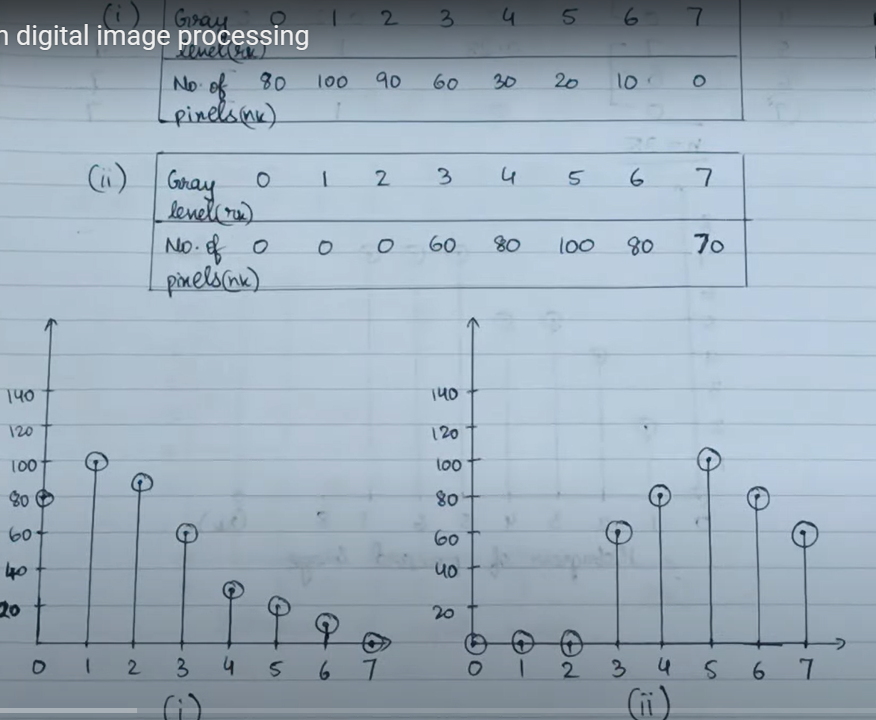 (i) Gray 0 1 2 3 4 5 6 7
n digital image processing
level(rk)
No. of 80 100 90 60 30 20 10 0
pixels(nk)
(ii) Gray 0 1 2 3 4 5 6 7
level(rk)
No. of 0 0 0 60 80 100 80 70
pixels(nk)
140
120
100
80
60
40
20
0 1 2 3 4 5 6 7
(i)
140
120
100
80
60
40
20
0 1 2 3 4 5 6 7
(ii)